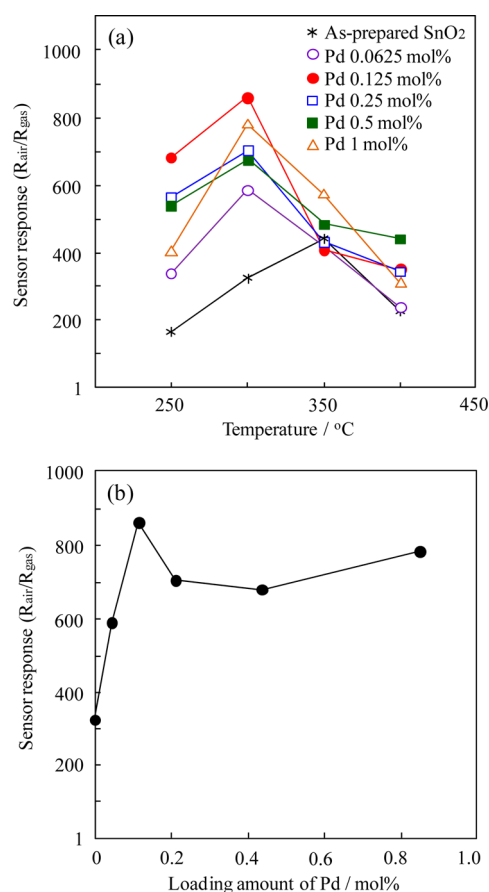 (a)
As-prepared SnO₂
Pd 0.0625 mol%
Pd 0.125 mol%
Pd 0.25 mol%
Pd 0.5 mol%
Pd 1 mol%
Sensor response (Rair/Rgas)
1000
800
600
400
200
1
250
350
450
Temperature / °C
(b)
Sensor response (Rair/Rgas)
1000
800
600
400
200
1
0
0.2
0.4
0.6
0.8
1.0
Loading amount of Pd / mol%